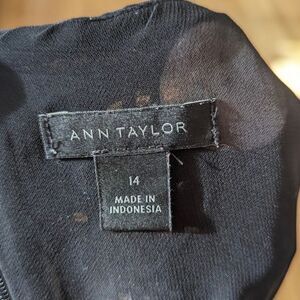 ANN TAYLOR
14
MADE IN
INDONESIA